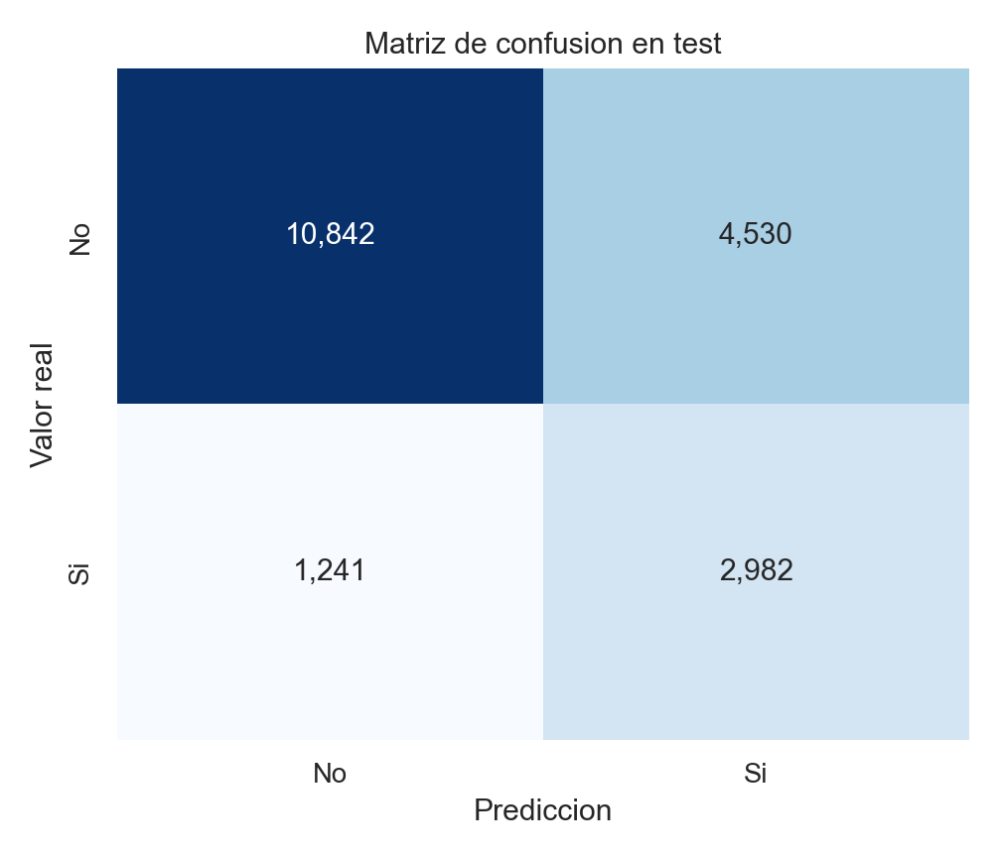 Matriz de confusion en test
Valor real
No
10,842
4,530
Si
1,241
2,982
No
Si
Prediccion